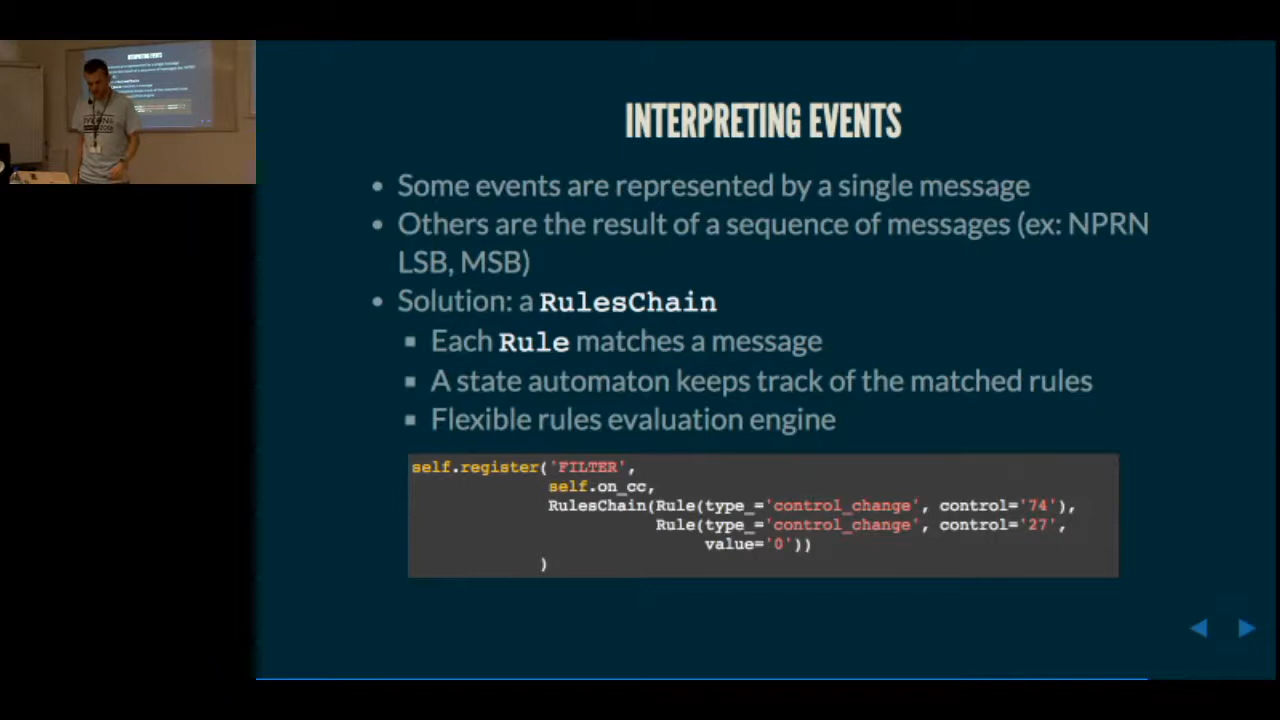 INTERPRETING EVENTS
Some events are represented by a single message
Others are the result of a sequence of messages (ex: NPRN
LSB, MSB)
Solution: a RulesChain
Each Rule matches a message
A state automaton keeps track of the matched rules
Flexible rules evaluation engine
self.register('FILTER',
self.on_cc,
RulesChain(Rule(type_='control_change', control='74'),
Rule(type_='control_change', control='27',
value='0'))
)